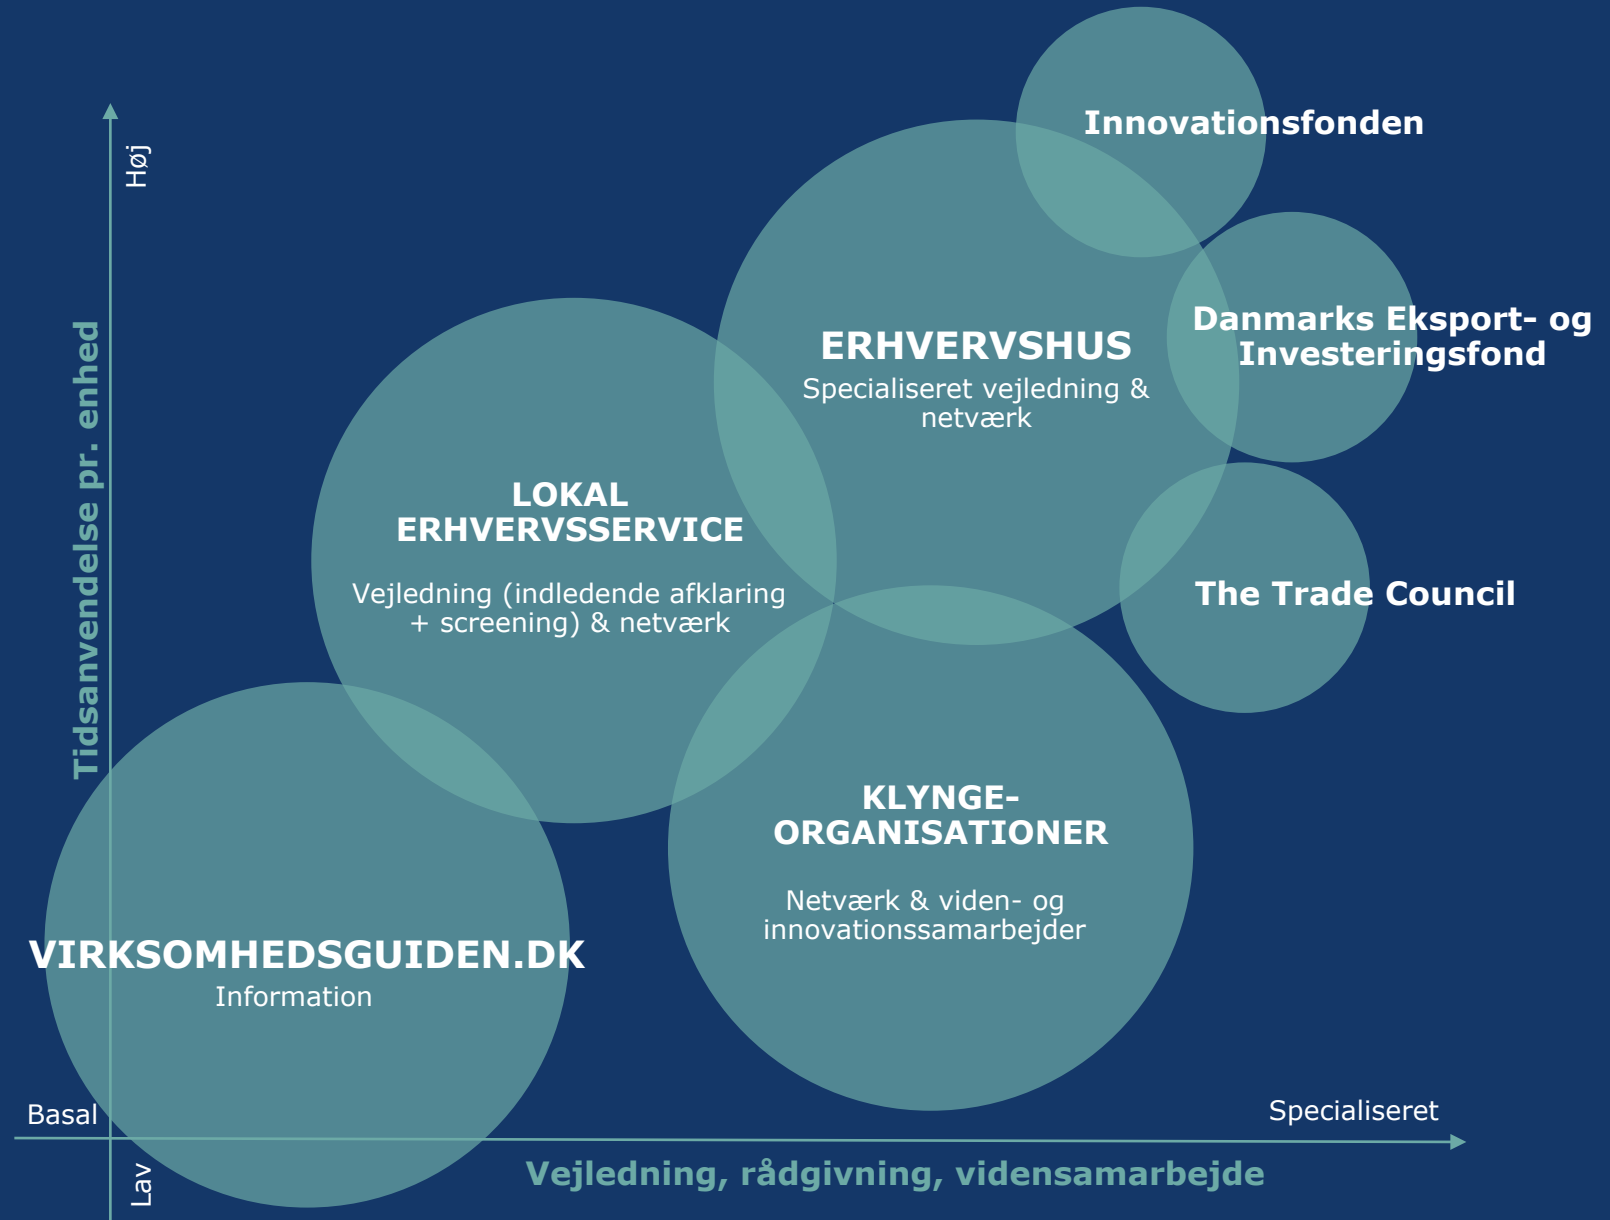 Høj
Tidsanvendelse pr. enhed
Innovationsfonden
Danmarks Eksport- og
Investeringsfond
ERHVERVSHUS
Specialiseret vejledning &
netværk
LOKAL
ERHVERVSSERVICE
Vejledning (indledende afklaring
+ screening) & netværk
The Trade Council
KLYNGE-
ORGANISATIONER
Netværk & viden- og
innovationssamarbejder
VIRKSOMHEDSGUIDEN.DK
Information
Basal
Specialiseret
Lav
Vejledning, rådgivning, vidensamarbejde